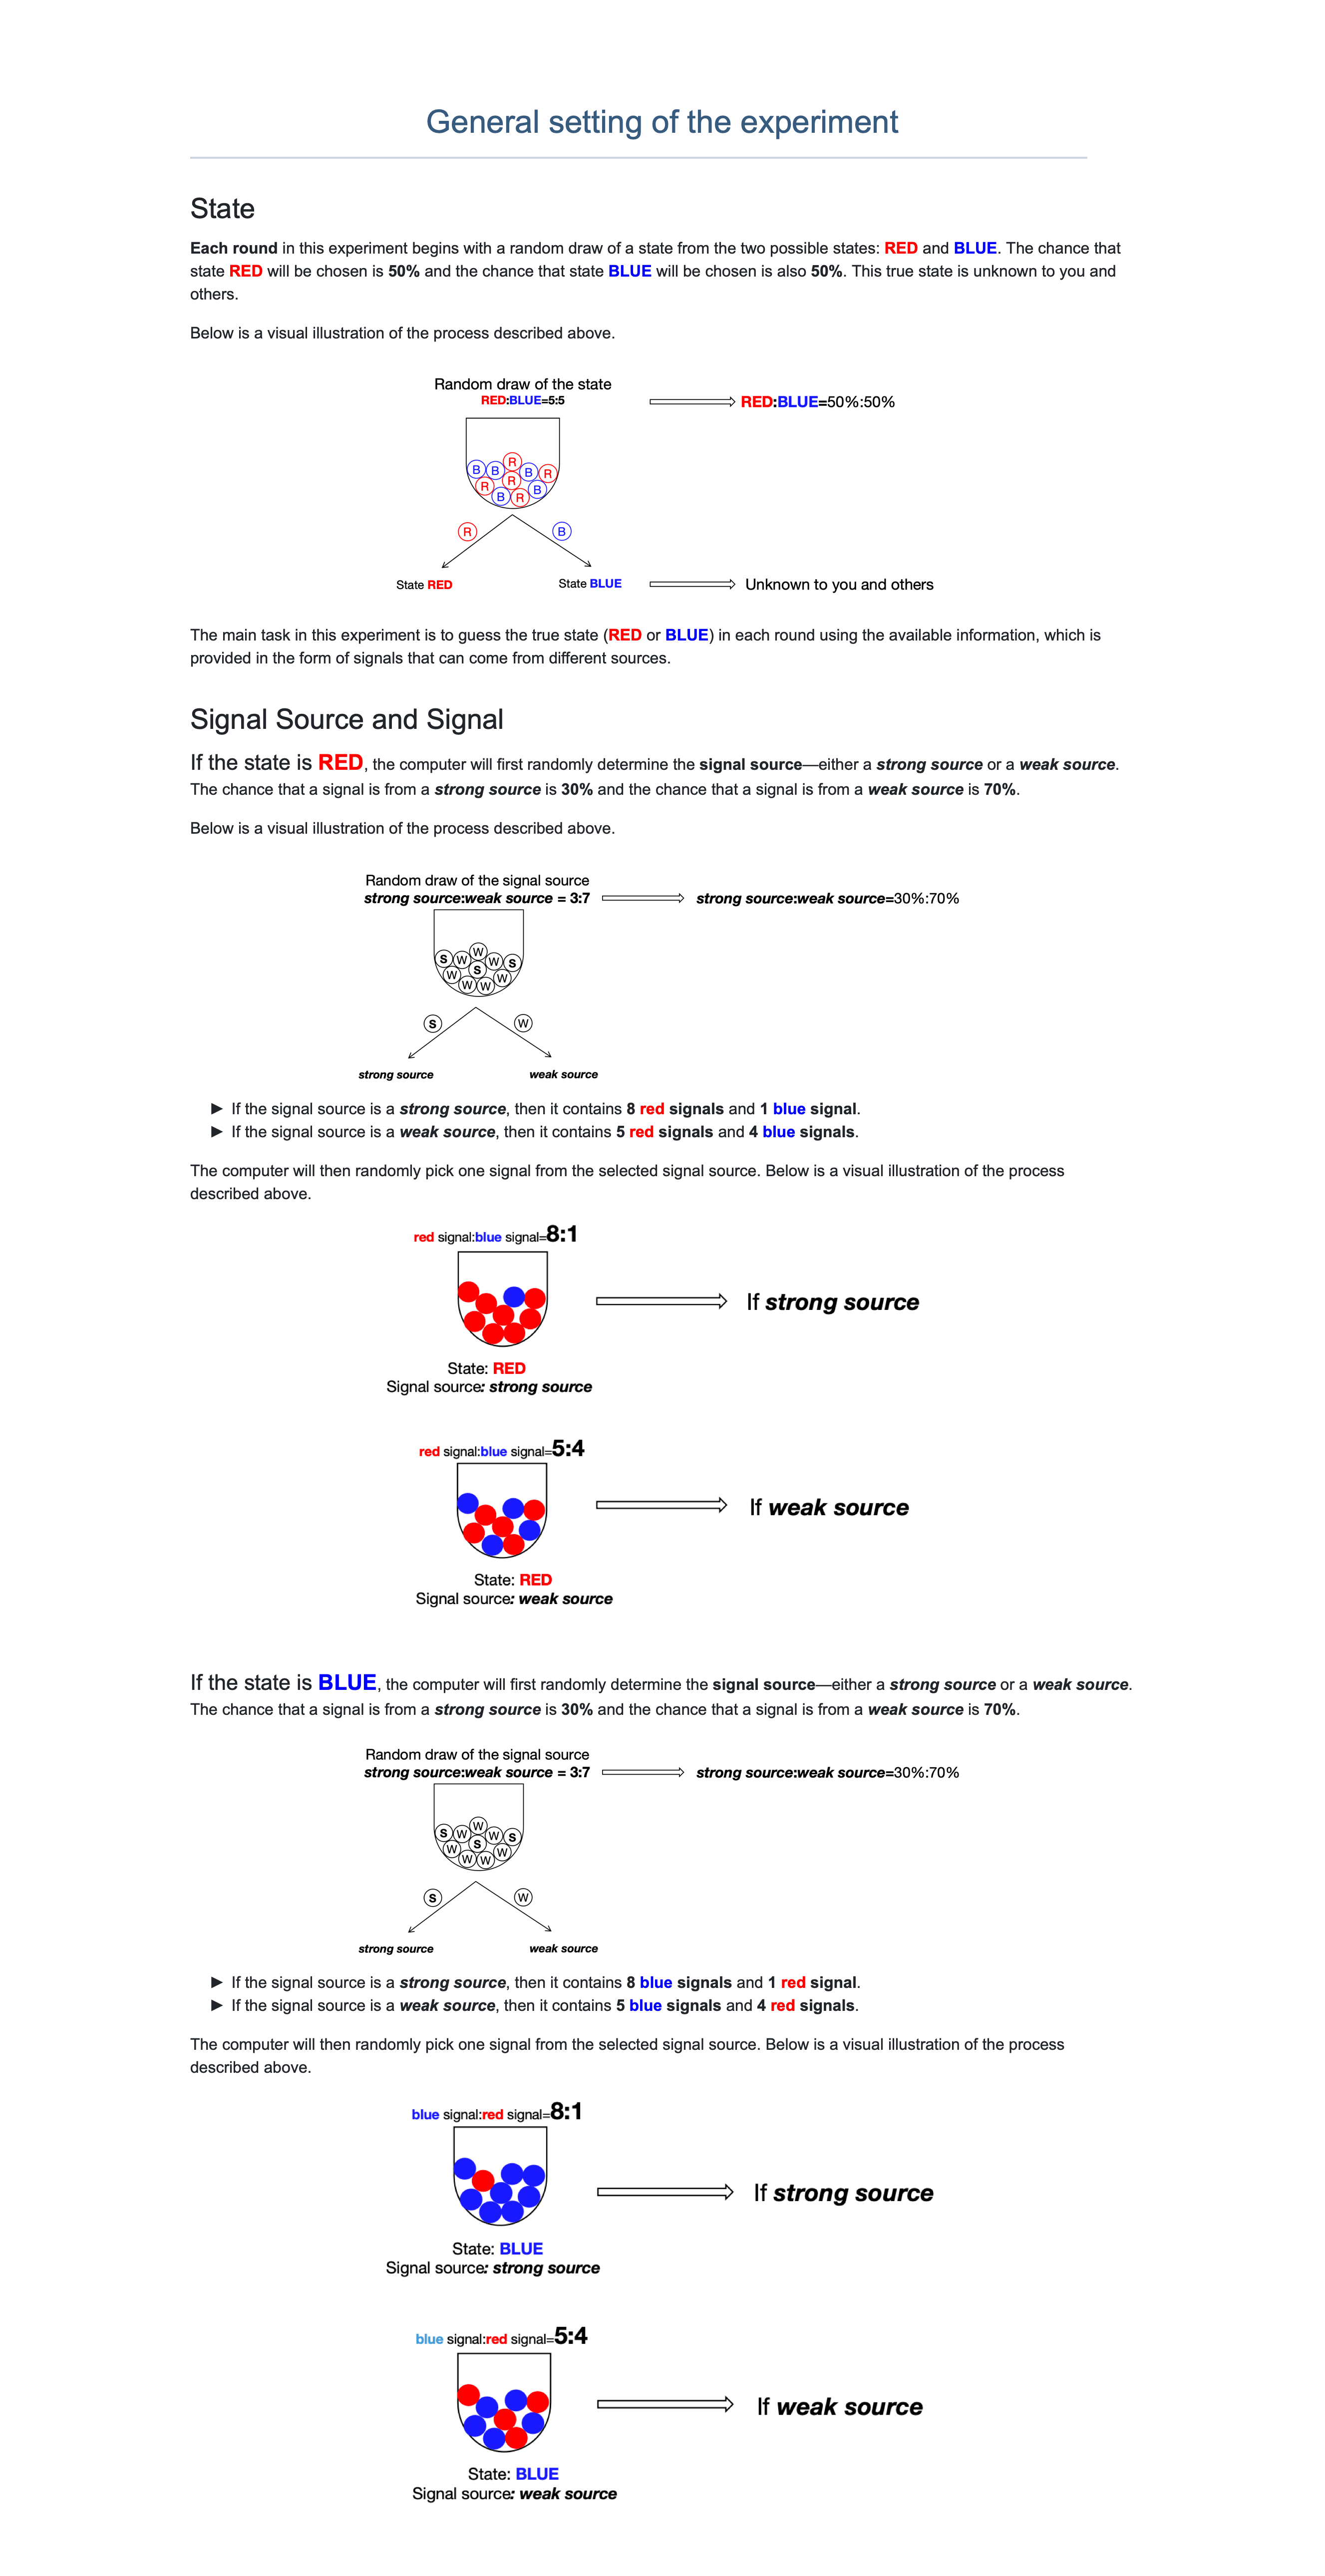 General setting of the experiment
State
Each round in this experiment begins with a random draw of a state from the two possible states: RED and BLUE. The chance that
state RED will be chosen is 50% and the chance that state BLUE will be chosen is also 50%. This true state is unknown to you and
others.
Below is a visual illustration of the process described above.
Random draw of the state
RED:BLUE=5:5
RED:BLUE=50%:50%
R
B B B R
R R B
B R
R B
State RED
State BLUE
Unknown to you and others
The main task in this experiment is to guess the true state (RED or BLUE) in each round using the available information, which is
provided in the form of signals that can come from different sources.
Signal Source and Signal
If the state is RED, the computer will first randomly determine the signal source—either a strong source or a weak source.
The chance that a signal is from a strong source is 30% and the chance that a signal is from a weak source is 70%.
Below is a visual illustration of the process described above.
Random draw of the signal source
strong source:weak source = 3:7
strong source:weak source=30%:70%
W
S W W S
W S W
W W
S W
strong source
weak source
► If the signal source is a strong source, then it contains 8 red signals and 1 blue signal.
► If the signal source is a weak source, then it contains 5 red signals and 4 blue signals.
The computer will then randomly pick one signal from the selected signal source. Below is a visual illustration of the process
described above.
red signal:blue signal=8:1
If strong source
State: RED
Signal source: strong source
red signal:blue signal=5:4
If weak source
State: RED
Signal source: weak source
If the state is BLUE, the computer will first randomly determine the signal source—either a strong source or a weak source.
The chance that a signal is from a strong source is 30% and the chance that a signal is from a weak source is 70%.
Random draw of the signal source
strong source:weak source = 3:7
strong source:weak source=30%:70%
W
S W W S
W S W
W W
S W
strong source
weak source
► If the signal source is a strong source, then it contains 8 blue signals and 1 red signal.
► If the signal source is a weak source, then it contains 5 blue signals and 4 red signals.
The computer will then randomly pick one signal from the selected signal source. Below is a visual illustration of the process
described above.
blue signal:red signal=8:1
If strong source
State: BLUE
Signal source: strong source
blue signal:red signal=5:4
If weak source
State: BLUE
Signal source: weak source